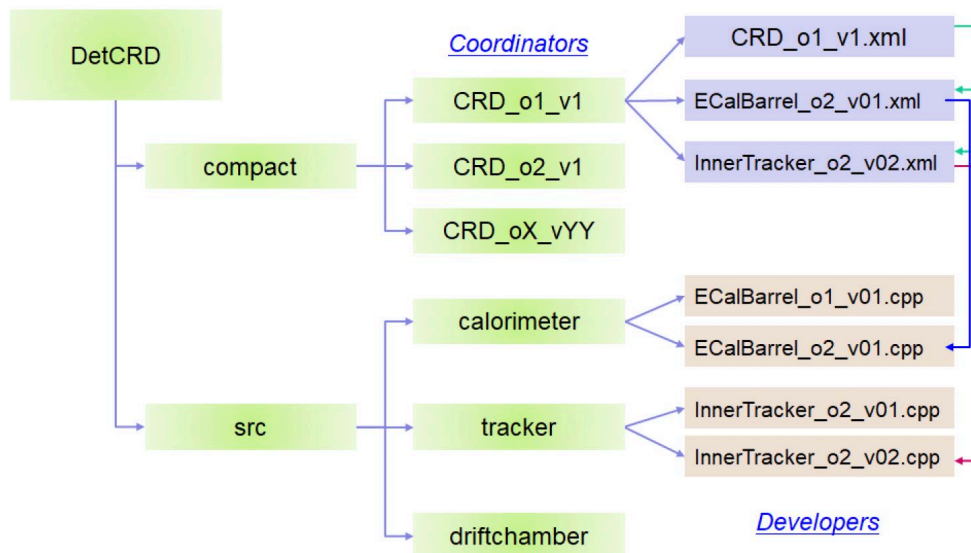 DetCRD
Coordinators
CRD_o1_v1.xml
CRD_o1_v1
ECalBarrel_o2_v01.xml
compact
CRD_o2_v1
InnerTracker_o2_v02.xml
CRD_oX_vYY
ECalBarrel_o1_v01.cpp
calorimeter
ECalBarrel_o2_v01.cpp
InnerTracker_o2_v01.cpp
src
tracker
InnerTracker_o2_v02.cpp
driftchamber
Developers